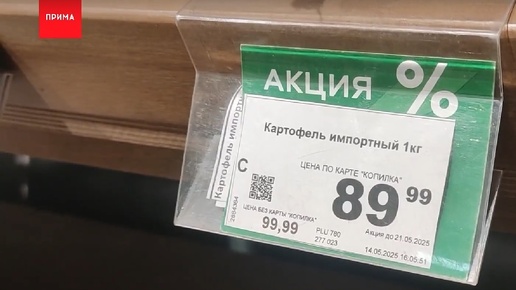 ПРИМА
АКЦИЯ %
Картофель импортный 1кг
ЦЕНА ПО КАРТЕ "КОПИЛКА"
89 99
С
ЦЕНА БЕЗ КАРТЫ "КОПИЛКА"
99,99
PLU 780
277.023
Акция до 21.05.2025
14.05.2025 16:05:51
Картофель импортн